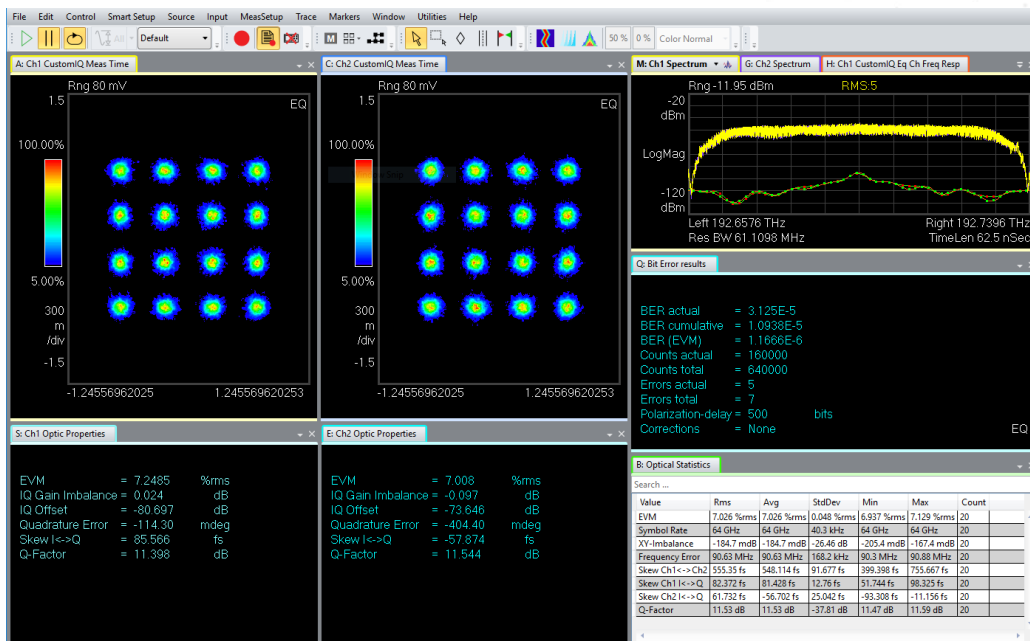 File Edit Control Smart Setup Source Input MeasSetup Trace Markers Window Utilities Help
All Default 50 % 0 % Color Normal
A: Ch1 CustomIQ Meas Time
Rng 80 mV
1.5
EQ
100.00%
5.00%
300
m
/div
-1.5
-1.24556962025 1.245569620253
C: Ch2 CustomIQ Meas Time
Rng 80 mV
1.5
EQ
100.00%
5.00%
300
m
/div
-1.5
-1.24556962025 1.245569620253
M: Ch1 Spectrum G: Ch2 Spectrum H: Ch1 CustomIQ Eq Ch Freq Resp
Rng -11.95 dBm RMS:5
-20
dBm
LogMag
-120
dBm
Left 192.6576 THz Right 192.7396 THz
Res BW 61.1098 MHz TimeLen 62.5 nSec
Q: Bit Error results
BER actual = 3.125E-5
BER cumulative = 1.0938E-5
BER (EVM) = 1.1666E-6
Counts actual = 160000
Counts total = 640000
Errors actual = 5
Errors total = 7
Polarization-delay = 500 bits
Corrections = None
EQ
S: Ch1 Optic Properties
EVM = 7.2485 %rms
IQ Gain Imbalance = 0.024 dB
IQ Offset = -80.697 dB
Quadrature Error = -114.30 mdeg
Skew I<->Q = 85.566 fs
Q-Factor = 11.398 dB
E: Ch2 Optic Properties
EVM = 7.008 %rms
IQ Gain Imbalance = -0.097 dB
IQ Offset = -73.646 dB
Quadrature Error = -404.40 mdeg
Skew I<->Q = -57.874 fs
Q-Factor = 11.544 dB
B: Optical Statistics
Search ...
Value Rms Avg StdDev Min Max Count
EVM 7.026 %rms 7.026 %rms 0.048 %rms 6.937 %rms 7.129 %rms 20
Symbol Rate 64 GHz 64 GHz 40.3 kHz 64 GHz 64 GHz 20
XY-Imbalance -184.7 mdB -184.7 mdB -26.46 dB -205.4 mdB -167.4 mdB 20
Frequency Error 90.63 MHz 90.63 MHz 168.2 kHz 90.3 MHz 90.88 MHz 20
Skew Ch1<->Ch2 555.35 fs 548.114 fs 91.677 fs 399.398 fs 755.667 fs 20
Skew Ch1 I<->Q 82.372 fs 81.428 fs 12.76 fs 51.744 fs 98.325 fs 20
Skew Ch2 I<->Q 61.732 fs -56.702 fs 25.042 fs -93.308 fs -11.156 fs 20
Q-Factor 11.53 dB 11.53 dB -37.81 dB 11.47 dB 11.59 dB 20